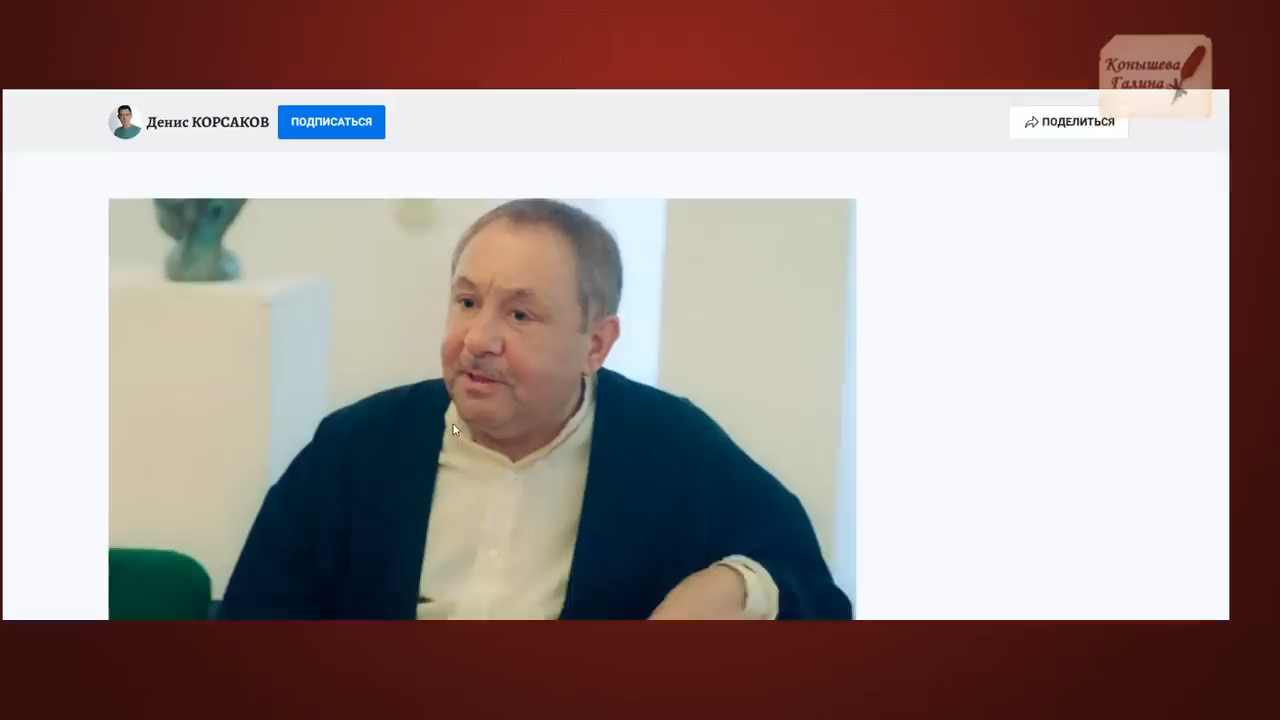 Конышева
Галина
Денис КОРСАКОВ
ПОДПИСАТЬСЯ
ПОДЕЛИТЬСЯ